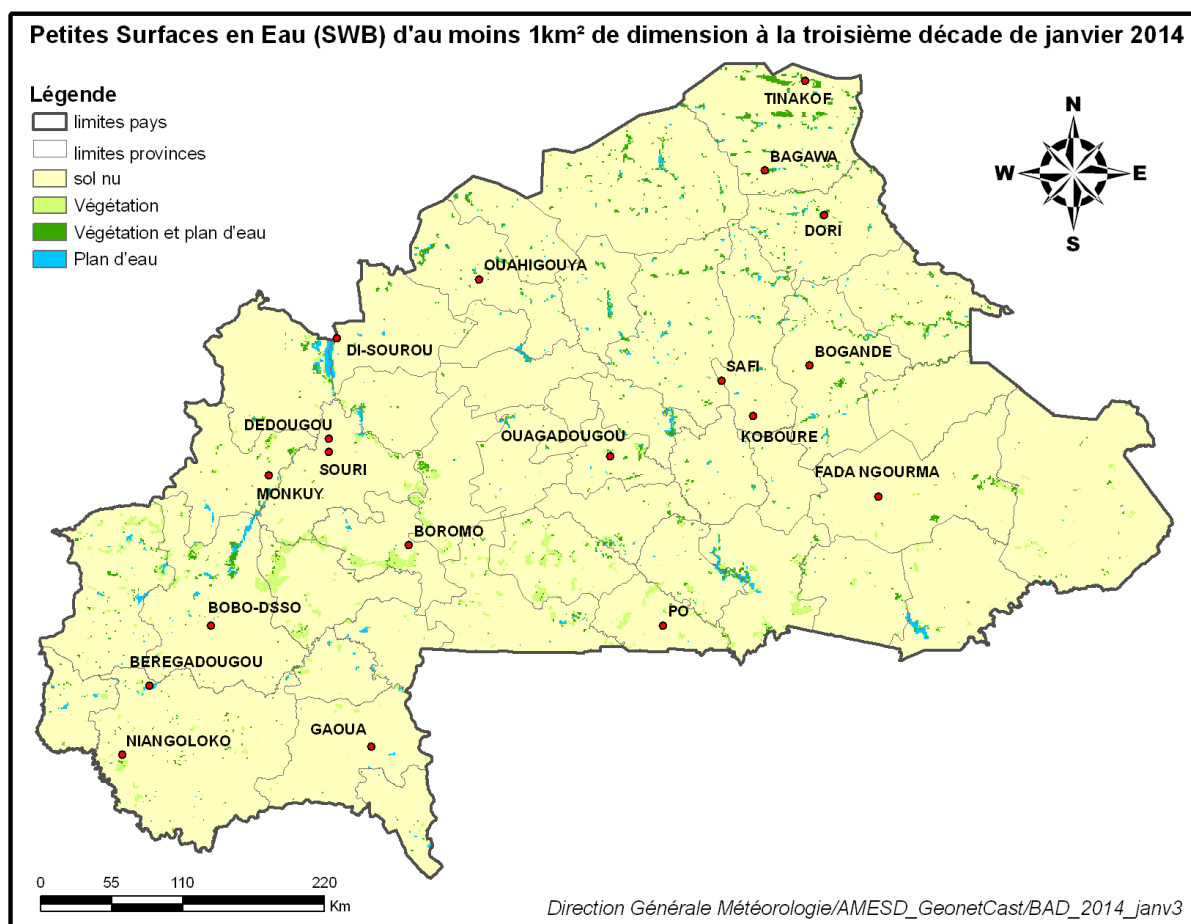 Petites Surfaces en Eau (SWB) d'au moins 1km² de dimension à la troisième décade de janvier 2014
Légende
limites pays
limites provinces
sol nu
Végétation
Végétation et plan d'eau
Plan d'eau
N
W
E
S
TINAKOF
BAGAWA
DORI
OUAHIGOUYA
DI-SOUROU
BOGANDE
SAFI
DEDOUGOU
OUAGADOUGOU
KOBOURE
SOURI
FADA NGOURMA
MONKUY
BOROMO
BOBO-DSSO
PO
BEREGADOUGOU
GAOUA
NIANGOLOKO
0 55 110 220
Km
Direction Générale Météorologie/AMESD_GeonetCast/BAD_2014_janv3